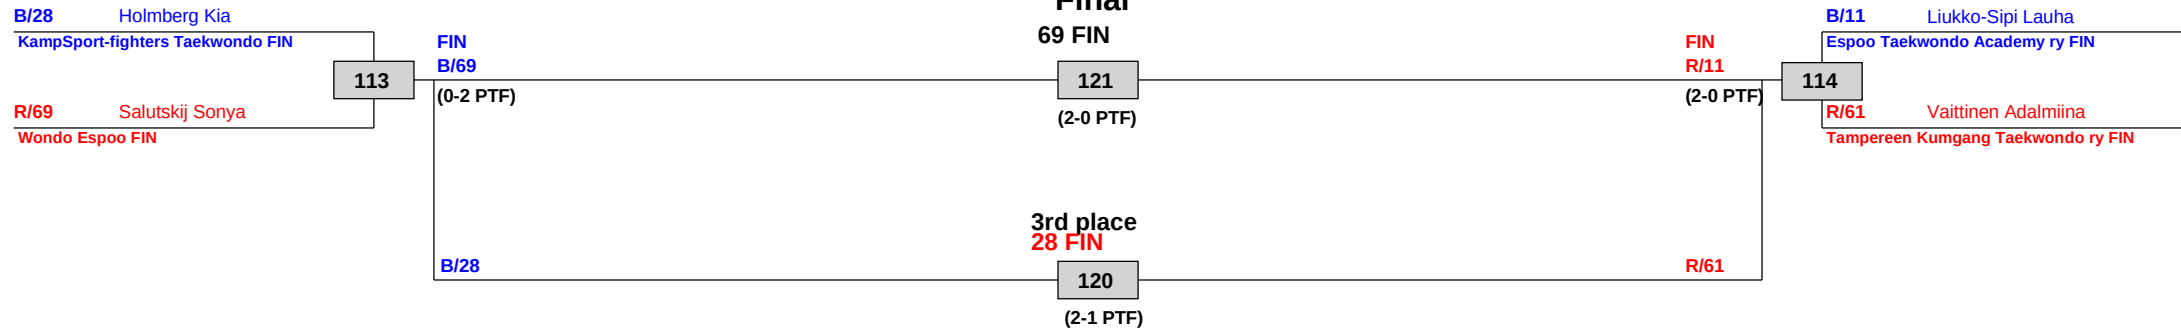 Final
69 FIN
B/28 Holmberg Kia
KampSport-fighters Taekwondo FIN
113
R/69 Salutskij Sonya
Wondo Espoo FIN
FIN
B/69
(0-2 PTF)
121
(2-0 PTF)
FIN
R/11
(2-0 PTF)
B/11 Liukko-Sipi Lauha
Espoo Taekwondo Academy ry FIN
114
R/61 Vaittinen Adalmiina
Tampereen Kumgang Taekwondo ry FIN
3rd place
28 FIN
B/28
120
R/61
(2-1 PTF)